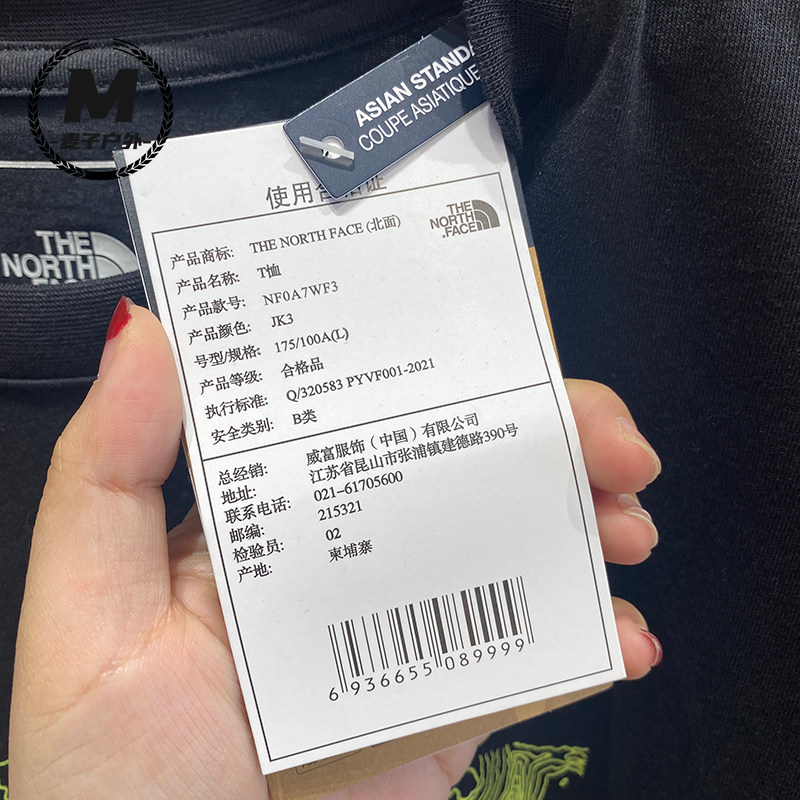 M
麦子户外
ASIAN STANDA
COUPE ASIATIQUE
THE
NORTH
FACE
使用合格证
THE
NORTH
FACE
产品商标: THE NORTH FACE (北面)
产品名称: T恤
产品款号: NF0A7WF3
产品颜色: JK3
号型/规格: 175/100A(L)
产品等级: 合格品
执行标准: Q/320583 PYVF001-2021
安全类别: B类
总经销: 威富服饰(中国)有限公司
地址: 江苏省昆山市张浦镇建德路390号
联系电话: 021-61705600
邮编: 215321
检验员: 02
产地: 柬埔寨
6 936655 089999